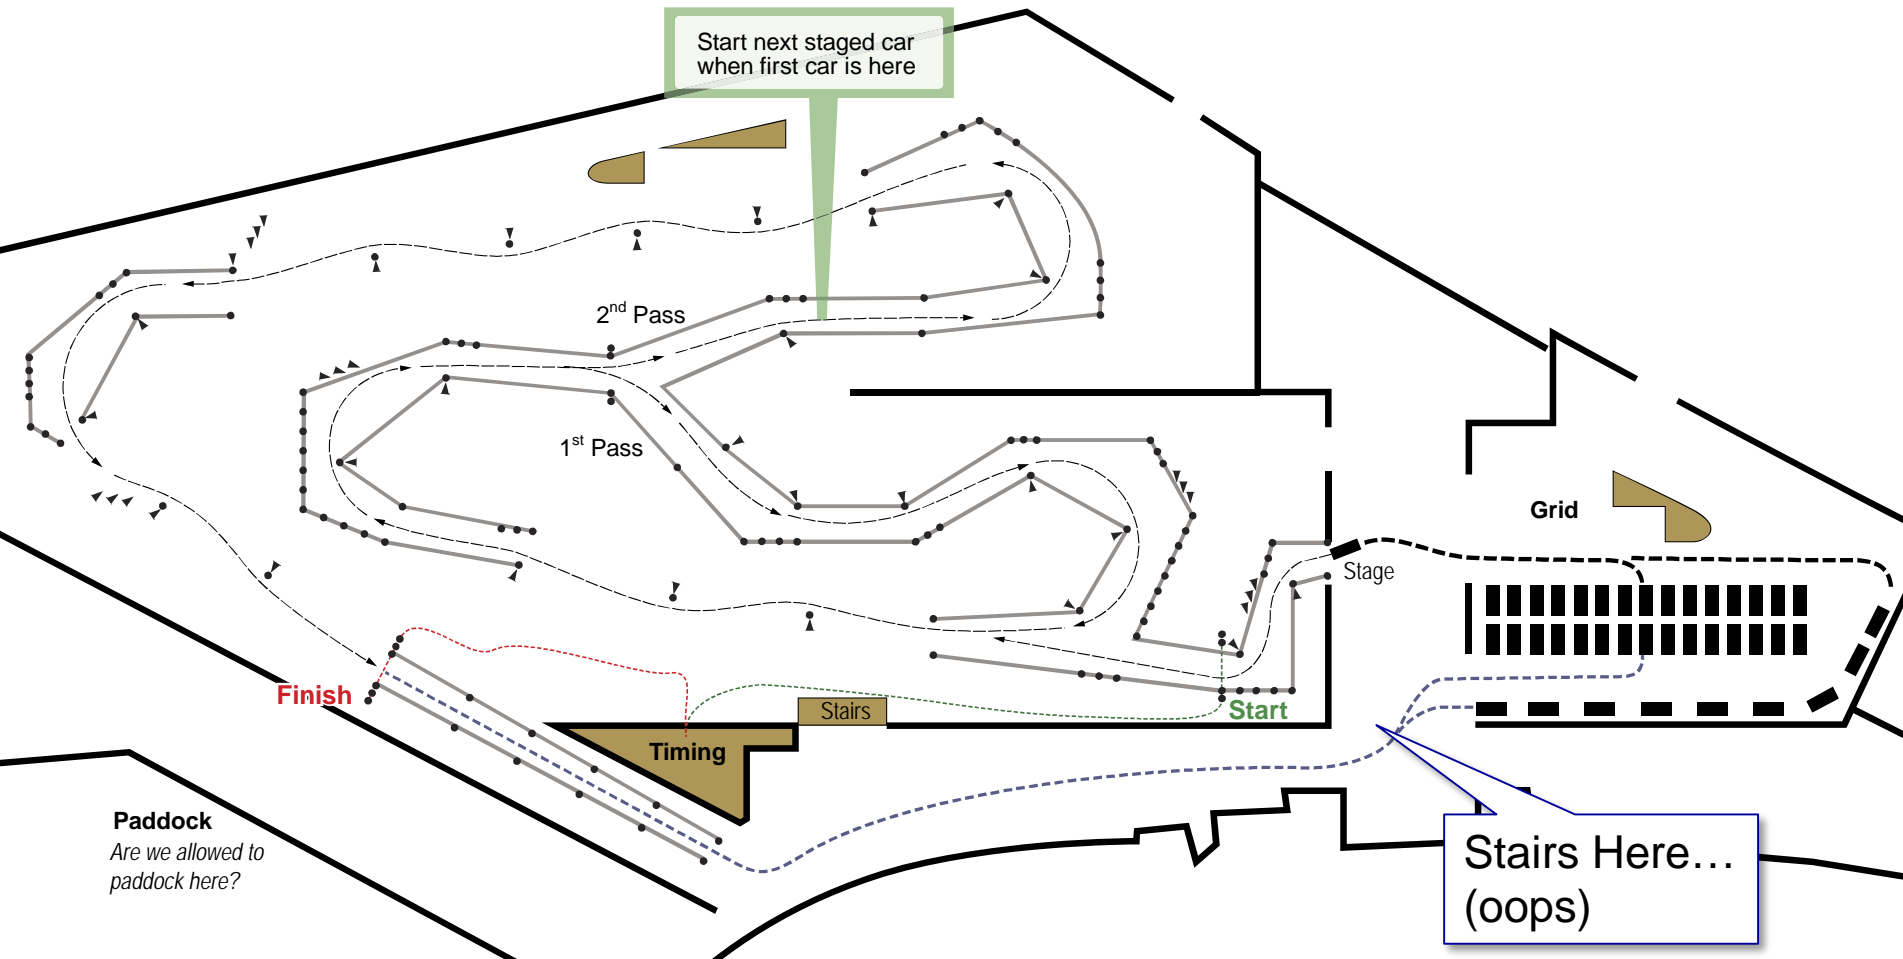 Start next staged car
when first car is here
2nd Pass
1st Pass
Grid
Stage
Finish
Stairs
Start
Timing
Paddock
Are we allowed to
paddock here?
Stairs Here…
(oops)